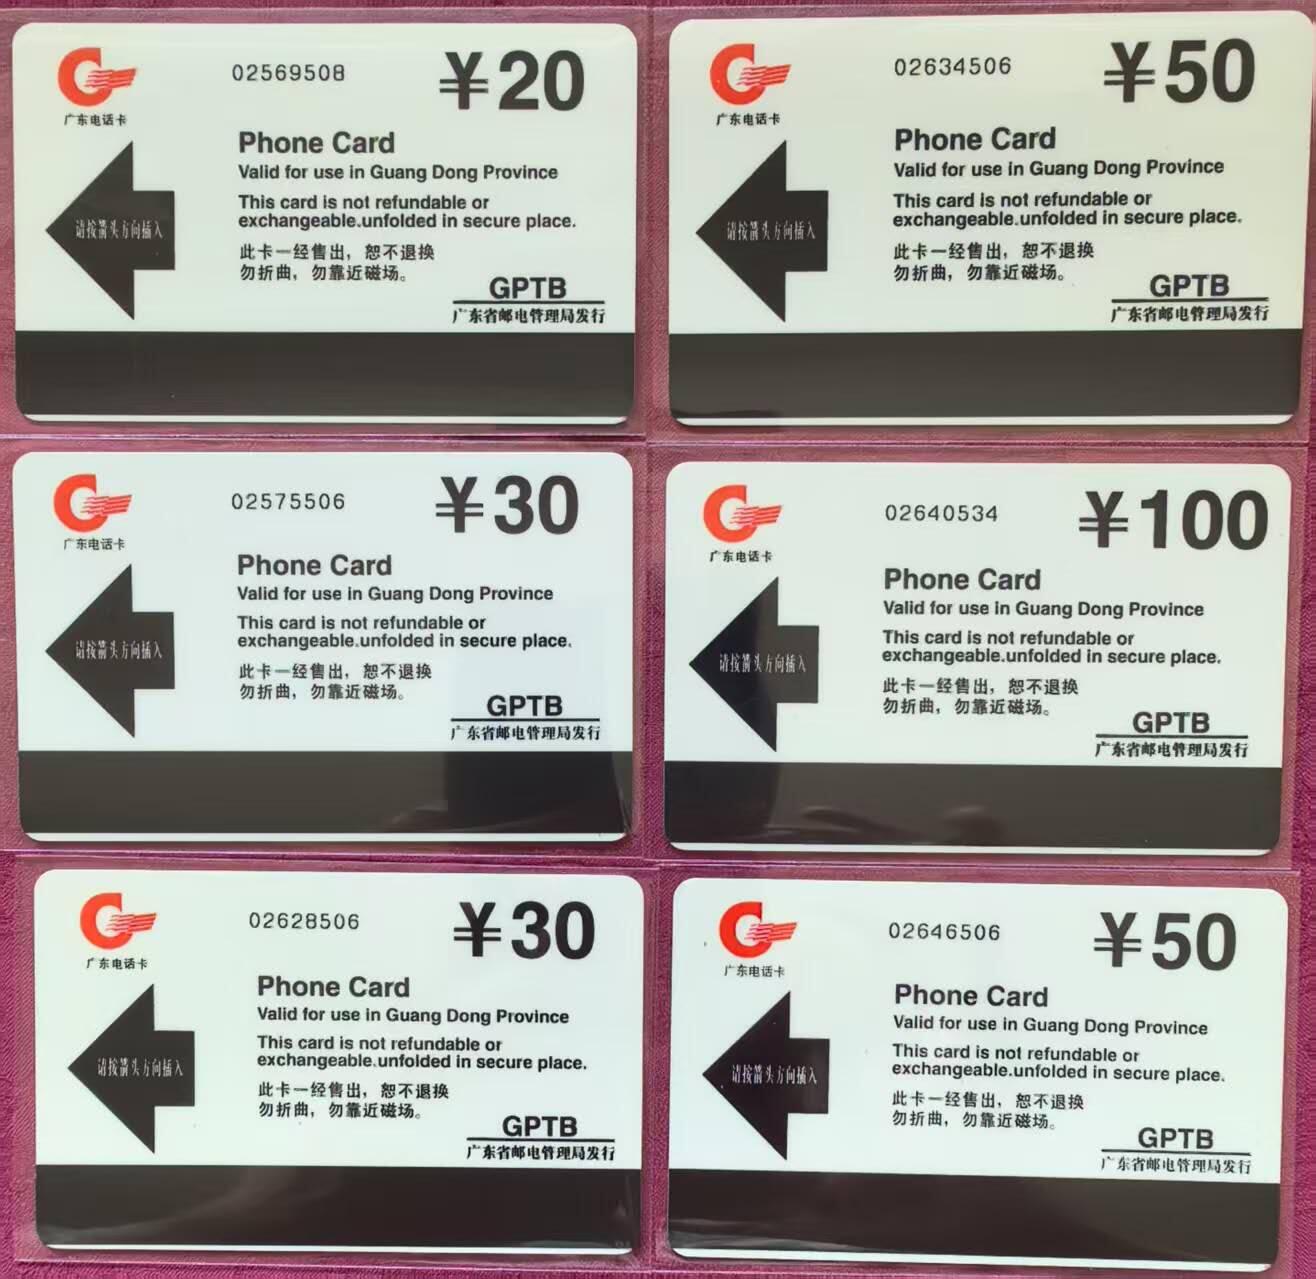 02569508
¥20
广东电话卡
Phone Card
Valid for use in Guang Dong Province
This card is not refundable or
exchangeable.unfolded in secure place.
请按箭头方向插入
此卡一经售出，恕不退换
勿折曲，勿靠近磁场。
GPTB
广东省邮电管理局发行
02634506
¥50
广东电话卡
Phone Card
Valid for use in Guang Dong Province
This card is not refundable or
exchangeable.unfolded in secure place.
请按箭头方向插入
此卡一经售出，恕不退换
勿折曲，勿靠近磁场。
GPTB
广东省邮电管理局发行
02575506
¥30
广东电话卡
Phone Card
Valid for use in Guang Dong Province
This card is not refundable or
exchangeable.unfolded in secure place.
请按箭头方向插入
此卡一经售出，恕不退换
勿折曲，勿靠近磁场。
GPTB
广东省邮电管理局发行
02640534
¥100
广东电话卡
Phone Card
Valid for use in Guang Dong Province
This card is not refundable or
exchangeable.unfolded in secure place.
请按箭头方向插入
此卡一经售出，恕不退换
勿折曲，勿靠近磁场。
GPTB
广东省邮电管理局发行
02628506
¥30
广东电话卡
Phone Card
Valid for use in Guang Dong Province
This card is not refundable or
exchangeable.unfolded in secure place.
请按箭头方向插入
此卡一经售出，恕不退换
勿折曲，勿靠近磁场。
GPTB
广东省邮电管理局发行
02646506
¥50
广东电话卡
Phone Card
Valid for use in Guang Dong Province
This card is not refundable or
exchangeable.unfolded in secure place.
请按箭头方向插入
此卡一经售出，恕不退换
勿折曲，勿靠近磁场。
GPTB
广东省邮电管理局发行